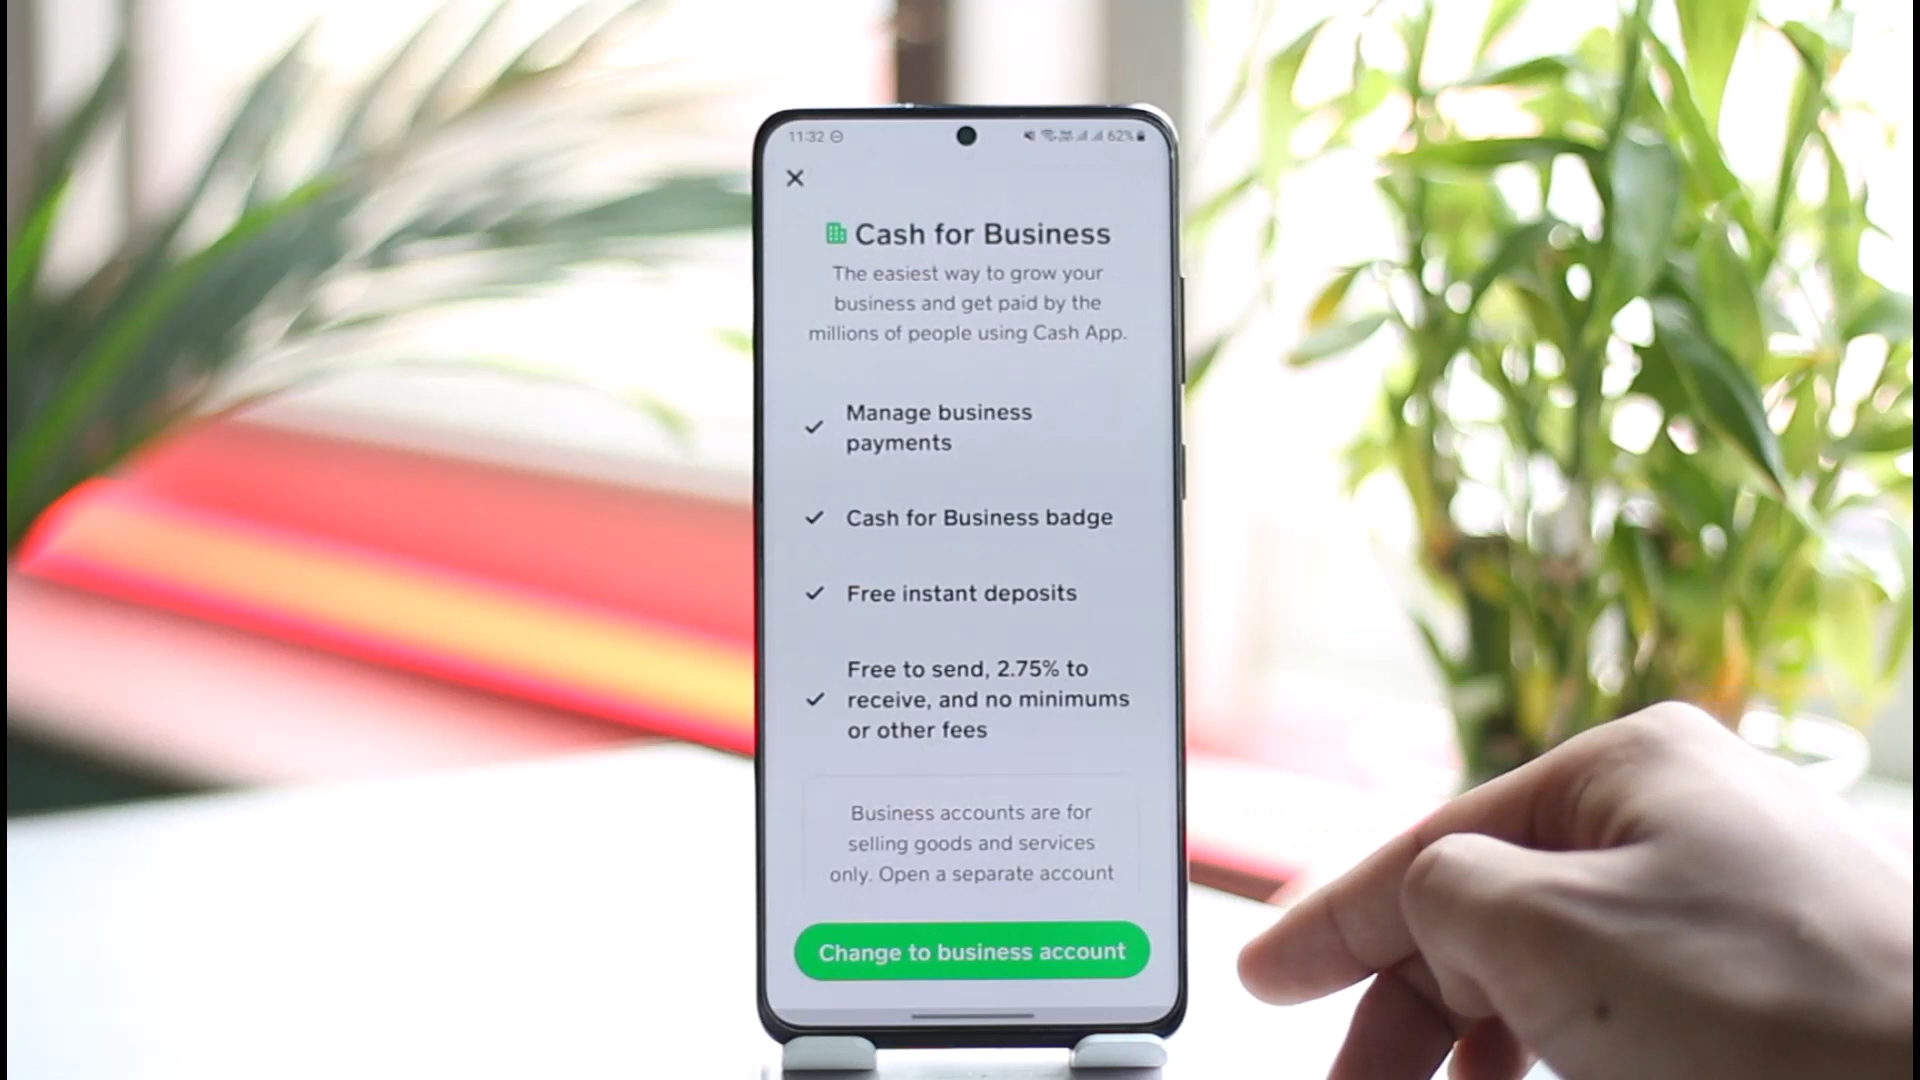 11:32
62%
Cash for Business
The easiest way to grow your
business and get paid by the
millions of people using Cash App.
Manage business
payments
Cash for Business badge
Free instant deposits
Free to send, 2.75% to
receive, and no minimums
or other fees
Business accounts are for
selling goods and services
only. Open a separate account
Change to business account